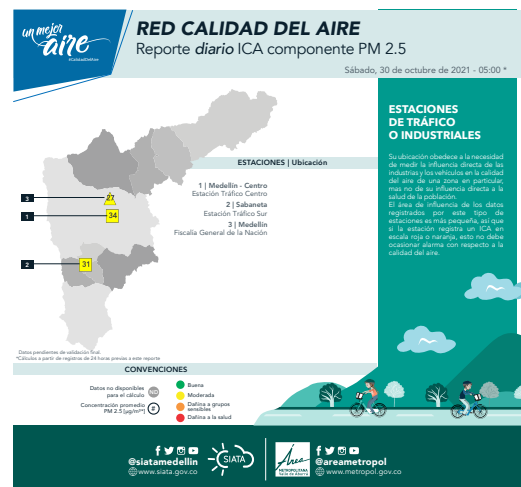 un mejor
aire
#CalidadDelAire
RED CALIDAD DEL AIRE
Reporte diario ICA componente PM 2.5
Sábado, 30 de octubre de 2021 - 05:00 *
ESTACIONES
DE TRÁFICO
O INDUSTRIALES
Su ubicación obedece a la necesidad
de medir la influencia directa de las
industrias y los vehículos en la calidad
del aire de una zona en particular,
mas no de su influencia directa a la
salud de la población.
El área de influencia de los datos
registrados por este tipo de
estaciones es más pequeña, así que
si la estación registra un ICA en
escala roja o naranja, esto no debe
ocasionar alarma con respecto a la
calidad del aire.
ESTACIONES | Ubicación
1 | Medellín - Centro
Estación Tráfico Centro
2 | Sabaneta
Estación Tráfico Sur
3 | Medellín
Fiscalía General de la Nación
3
27
1
34
2
31
Datos pendientes de validación final.
*Cálculos a partir de registros de 24 horas previas a este reporte
CONVENCIONES
Datos no disponibles
para el cálculo
Concentración promedio
PM 2.5 [µg/m³]
#
Buena
Moderada
Dañina a grupos
sensibles
Dañina a la salud
@siatamedellin
www.siata.gov.co
SIATA
Área
METROPOLITANA
Valle de Aburrá
@areametropol
www.metropol.gov.co